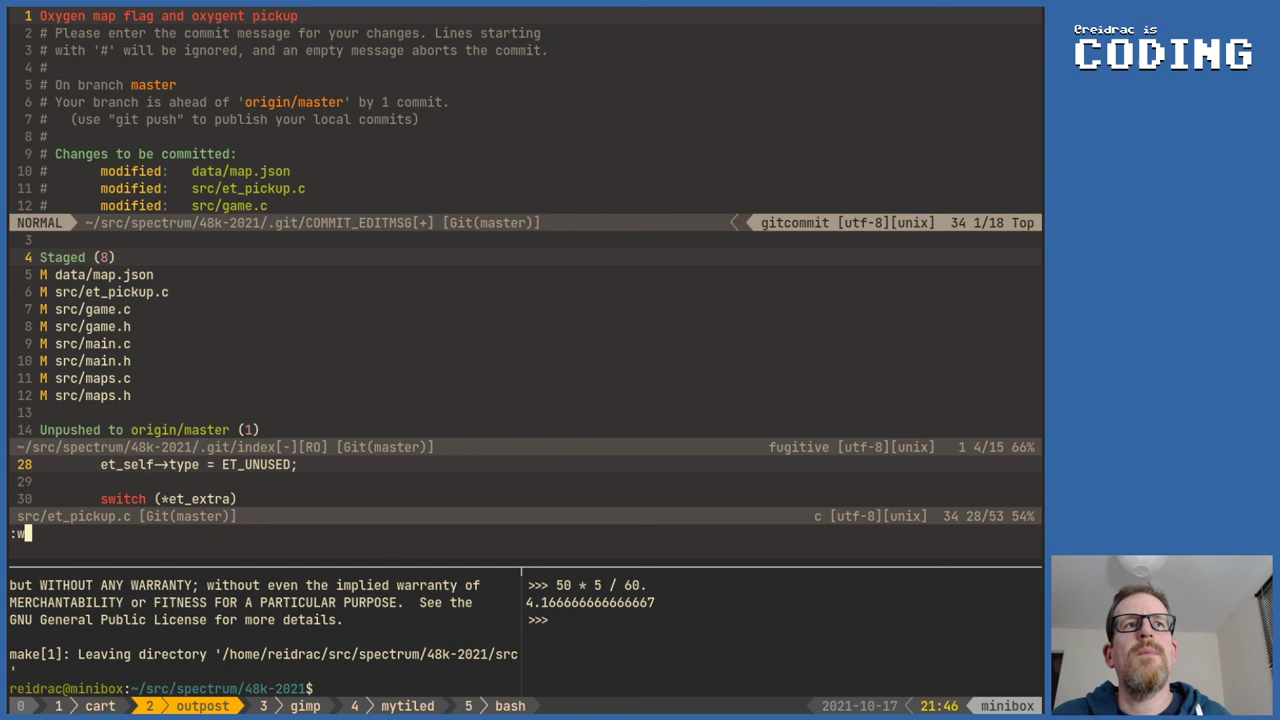 1 Oxygen map flag and oxygent pickup
2 # Please enter the commit message for your changes. Lines starting
3 # with '#' will be ignored, and an empty message aborts the commit.
4 #
5 # On branch master
6 # Your branch is ahead of 'origin/master' by 1 commit.
7 #   (use "git push" to publish your local commits)
8 #
9 # Changes to be committed:
10 #       modified:   data/map.json
11 #       modified:   src/et_pickup.c
12 #       modified:   src/game.c
NORMAL ~/src/spectrum/48k-2021/.git/COMMIT_EDITMSG[+] [Git(master)] gitcommit [utf-8][unix] 34 1/18 Top
3
4 Staged (8)
5 M data/map.json
6 M src/et_pickup.c
7 M src/game.c
8 M src/game.h
9 M src/main.c
10 M src/main.h
11 M src/maps.c
12 M src/maps.h
13
14 Unpushed to origin/master (1)
~/src/spectrum/48k-2021/.git/index[-][RO] [Git(master)] fugitive [utf-8][unix] 1 4/15 66%
28         et_self→type = ET_UNUSED;
29
30         switch (*et_extra)
src/et_pickup.c [Git(master)] c [utf-8][unix] 34 28/53 54%
:w
but WITHOUT ANY WARRANTY; without even the implied warranty of
MERCHANTABILITY or FITNESS FOR A PARTICULAR PURPOSE.  See the
GNU General Public License for more details.
make[1]: Leaving directory '/home/reidrac/src/spectrum/48k-2021/src
'
reidrac@minibox:~/src/spectrum/48k-2021$
>>> 50 * 5 / 60.
4.166666666666667
>>>
0 1 cart 2 outpost 3 gimp 4 mytiled 5 bash 2021-10-17 21:46 minibox
@reidrac is
CODING